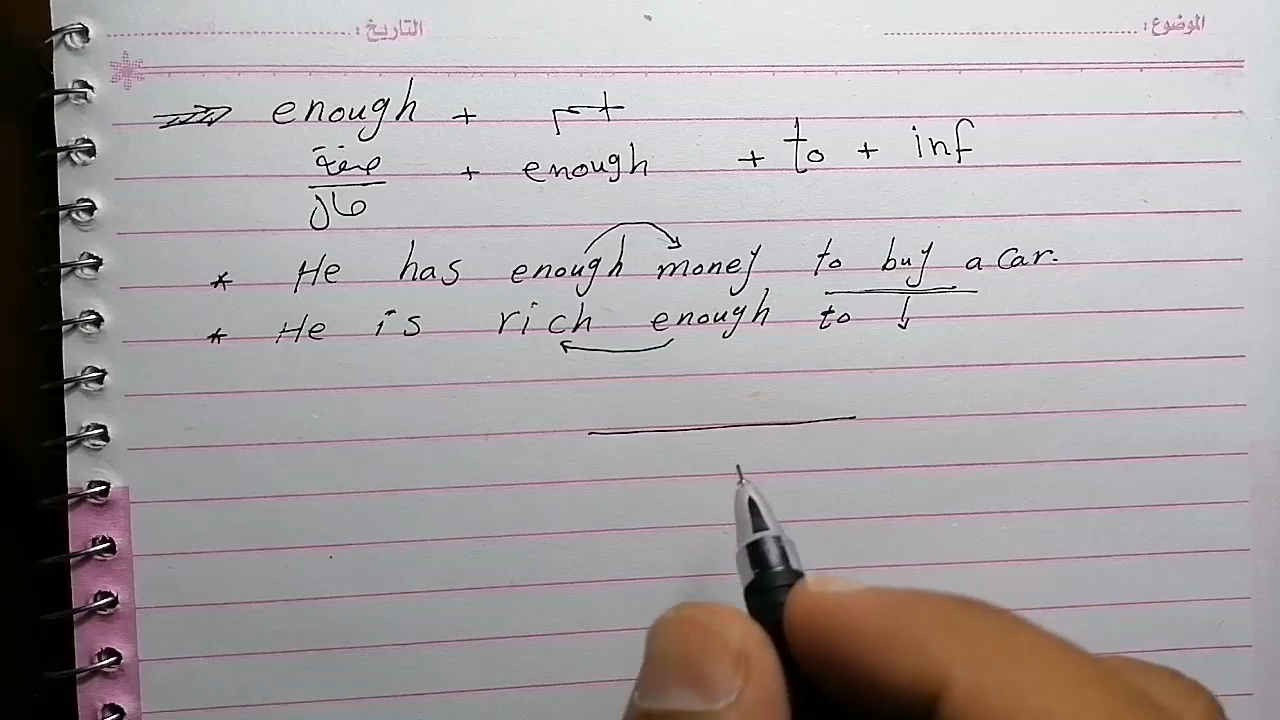 الموضوع: التاريخ:
enough + اسم
صفة + enough + to + inf
حال
* He has enough money to buy a car.
* He is rich enough to